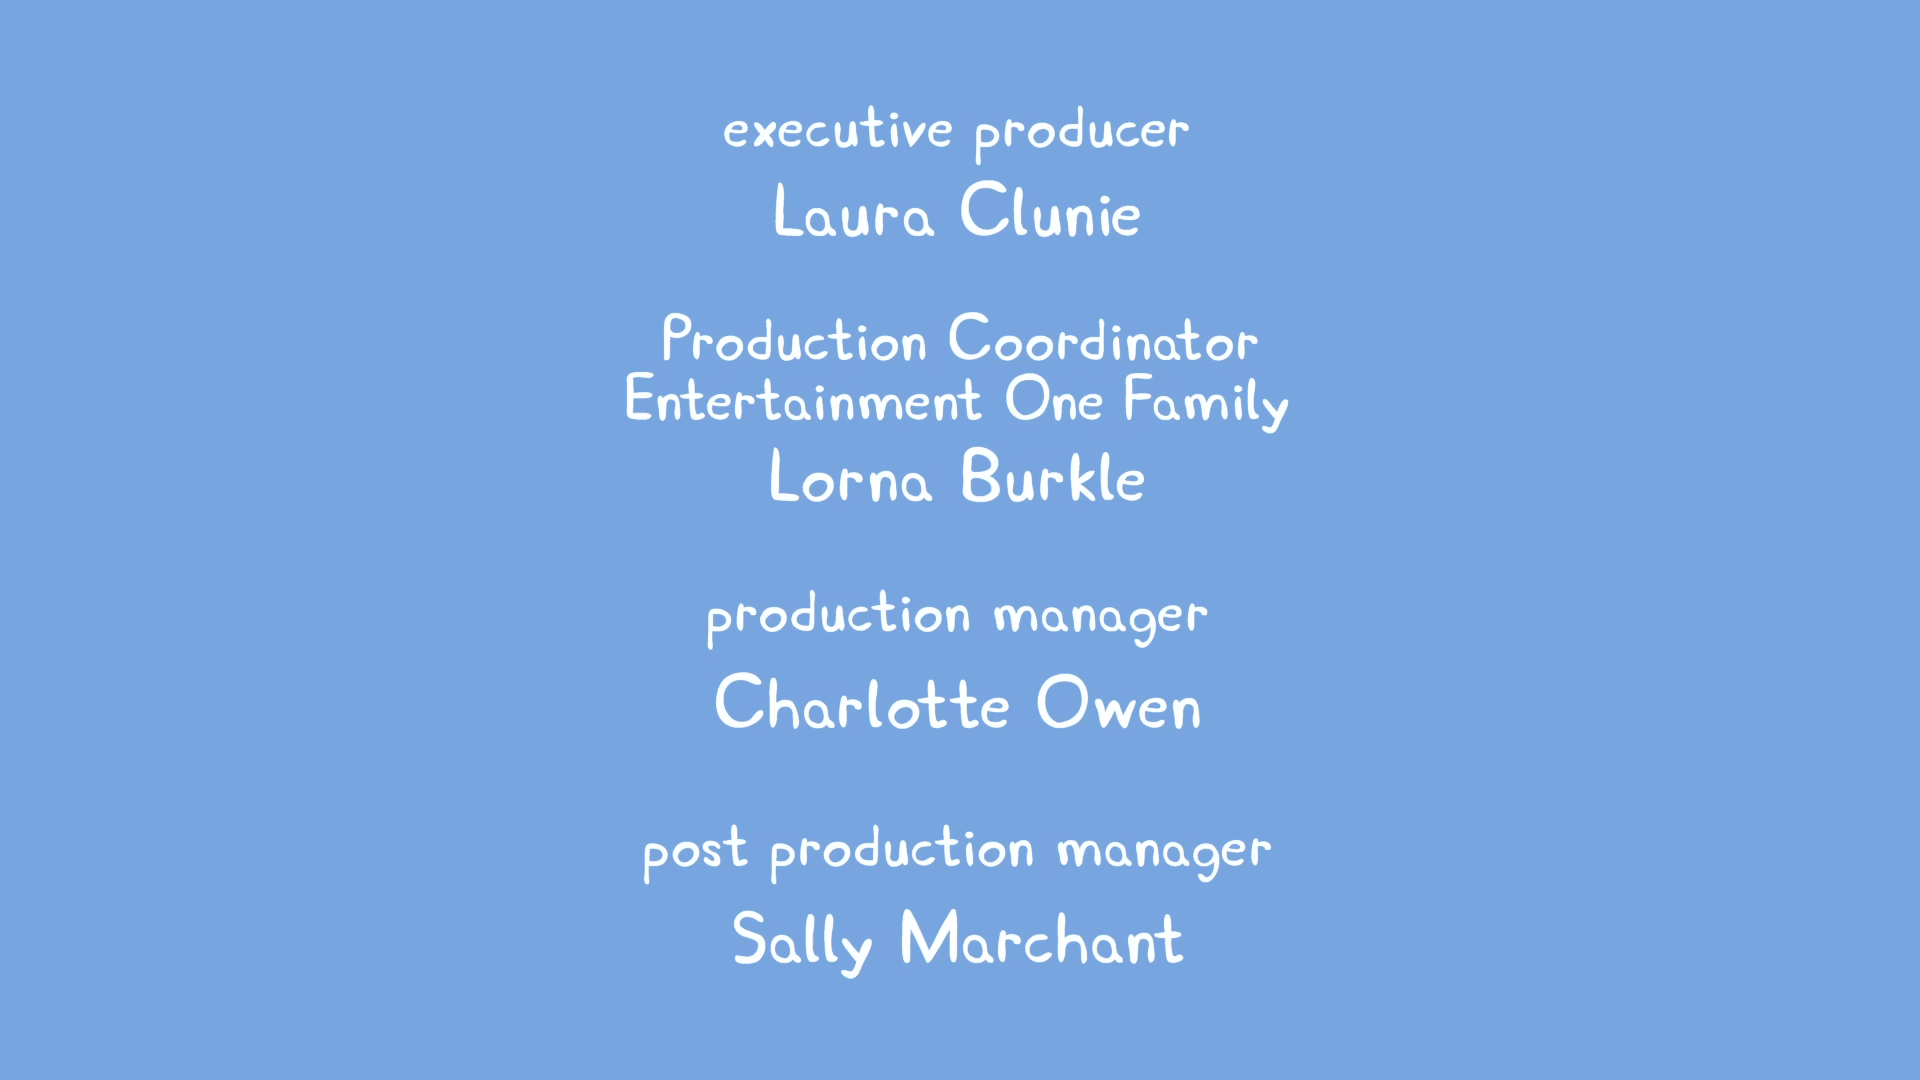 executive producer
Laura Clunie
Production Coordinator
Entertainment One Family
Lorna Burkle
production manager
Charlotte Owen
post production manager
Sally Marchant